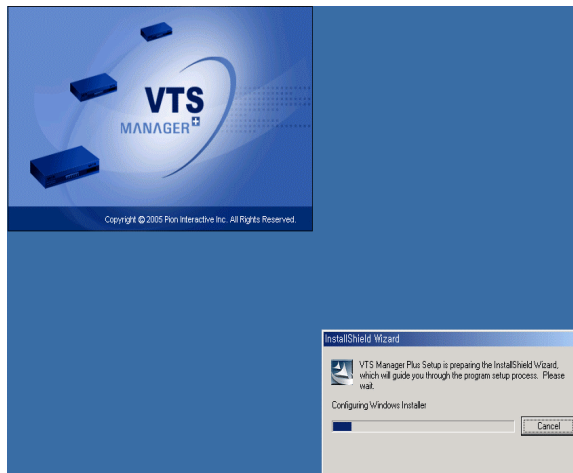 VTS
MANAGER
Copyright © 2005 Pion Interactive Inc. All Rights Reserved.
InstallShield Wizard
VTS Manager Plus Setup is preparing the InstallShield Wizard,
which will guide you through the program setup process. Please
wait.
Configuring Windows Installer
Cancel